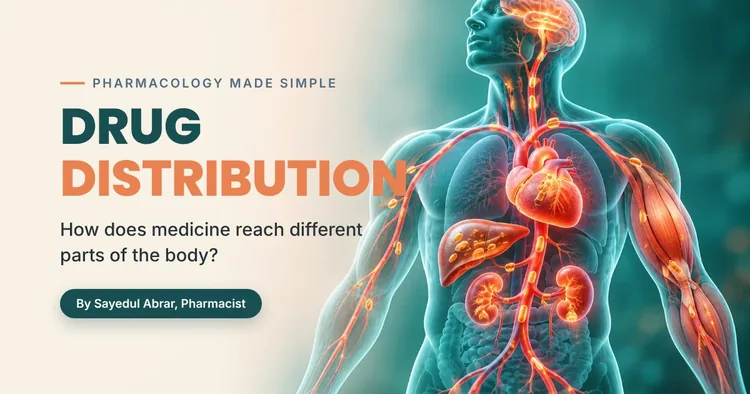 PHARMACOLOGY MADE SIMPLE
DRUG
DISTRIBUTION
How does medicine reach different
parts of the body?
By Sayedul Abrar, Pharmacist